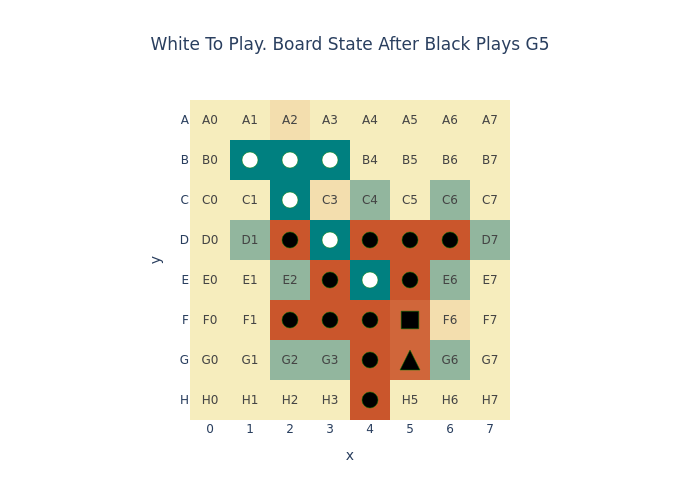 White To Play. Board State After Black Plays G5
A A0 A1 A2 A3 A4 A5 A6 A7
B B0 B4 B5 B6 B7
C C0 C1 C3 C4 C5 C6 C7
D D0 D1 D7
y
E E0 E1 E2 E6 E7
F F0 F1 F6 F7
G G0 G1 G2 G3 G6 G7
H H0 H1 H2 H3 H5 H6 H7
0 1 2 3 4 5 6 7
x